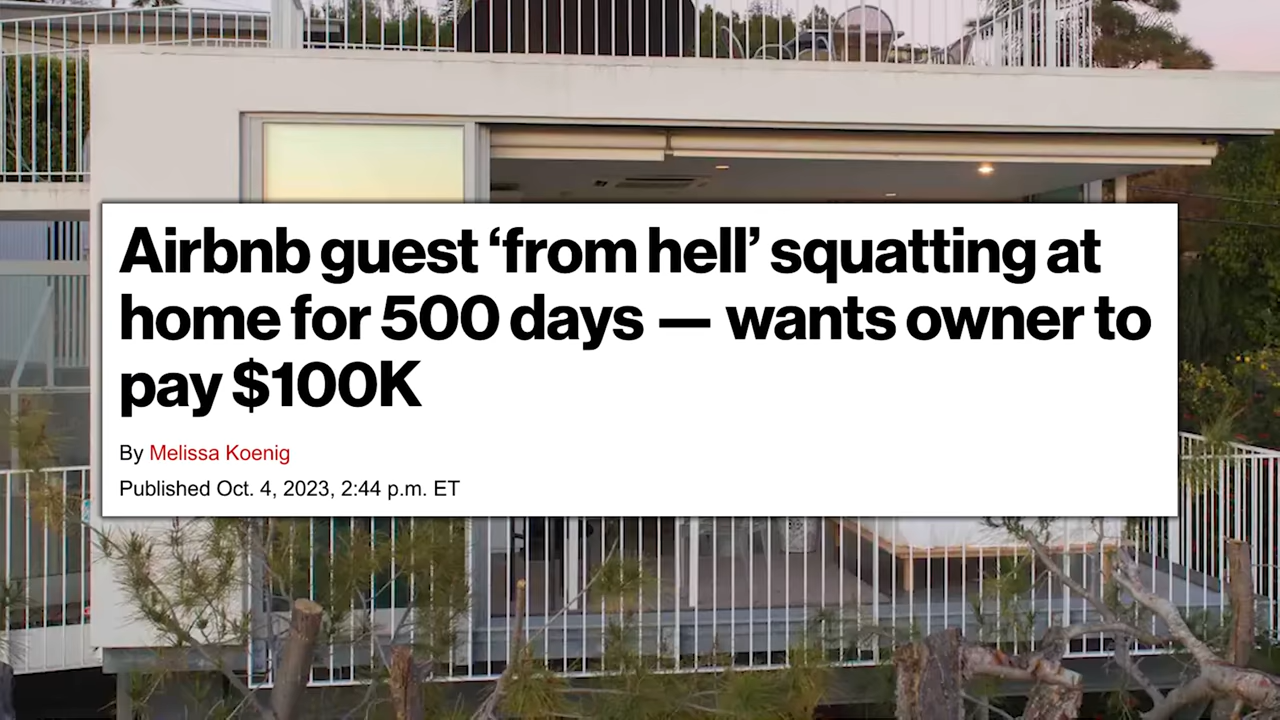 Airbnb guest ‘from hell’ squatting at
home for 500 days — wants owner to
pay $100K
By Melissa Koenig
Published Oct. 4, 2023, 2:44 p.m. ET